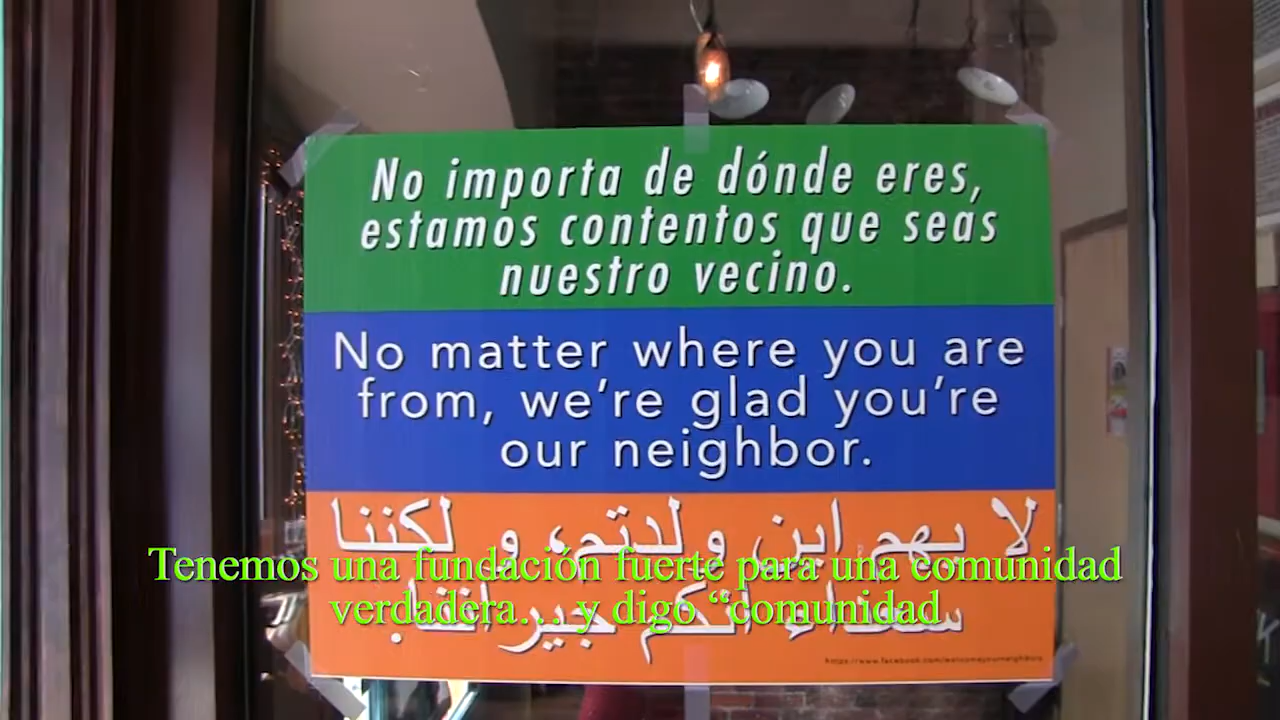 No importa de dónde eres,
estamos contentos que seas
nuestro vecino.
No matter where you are
from, we're glad you're
our neighbor.
لا يهم اين ولدتم، و لكننا
سعداء انكم جيراننا
Tenemos una fundación fuerte para una comunidad
verdadera… y digo “comunidad